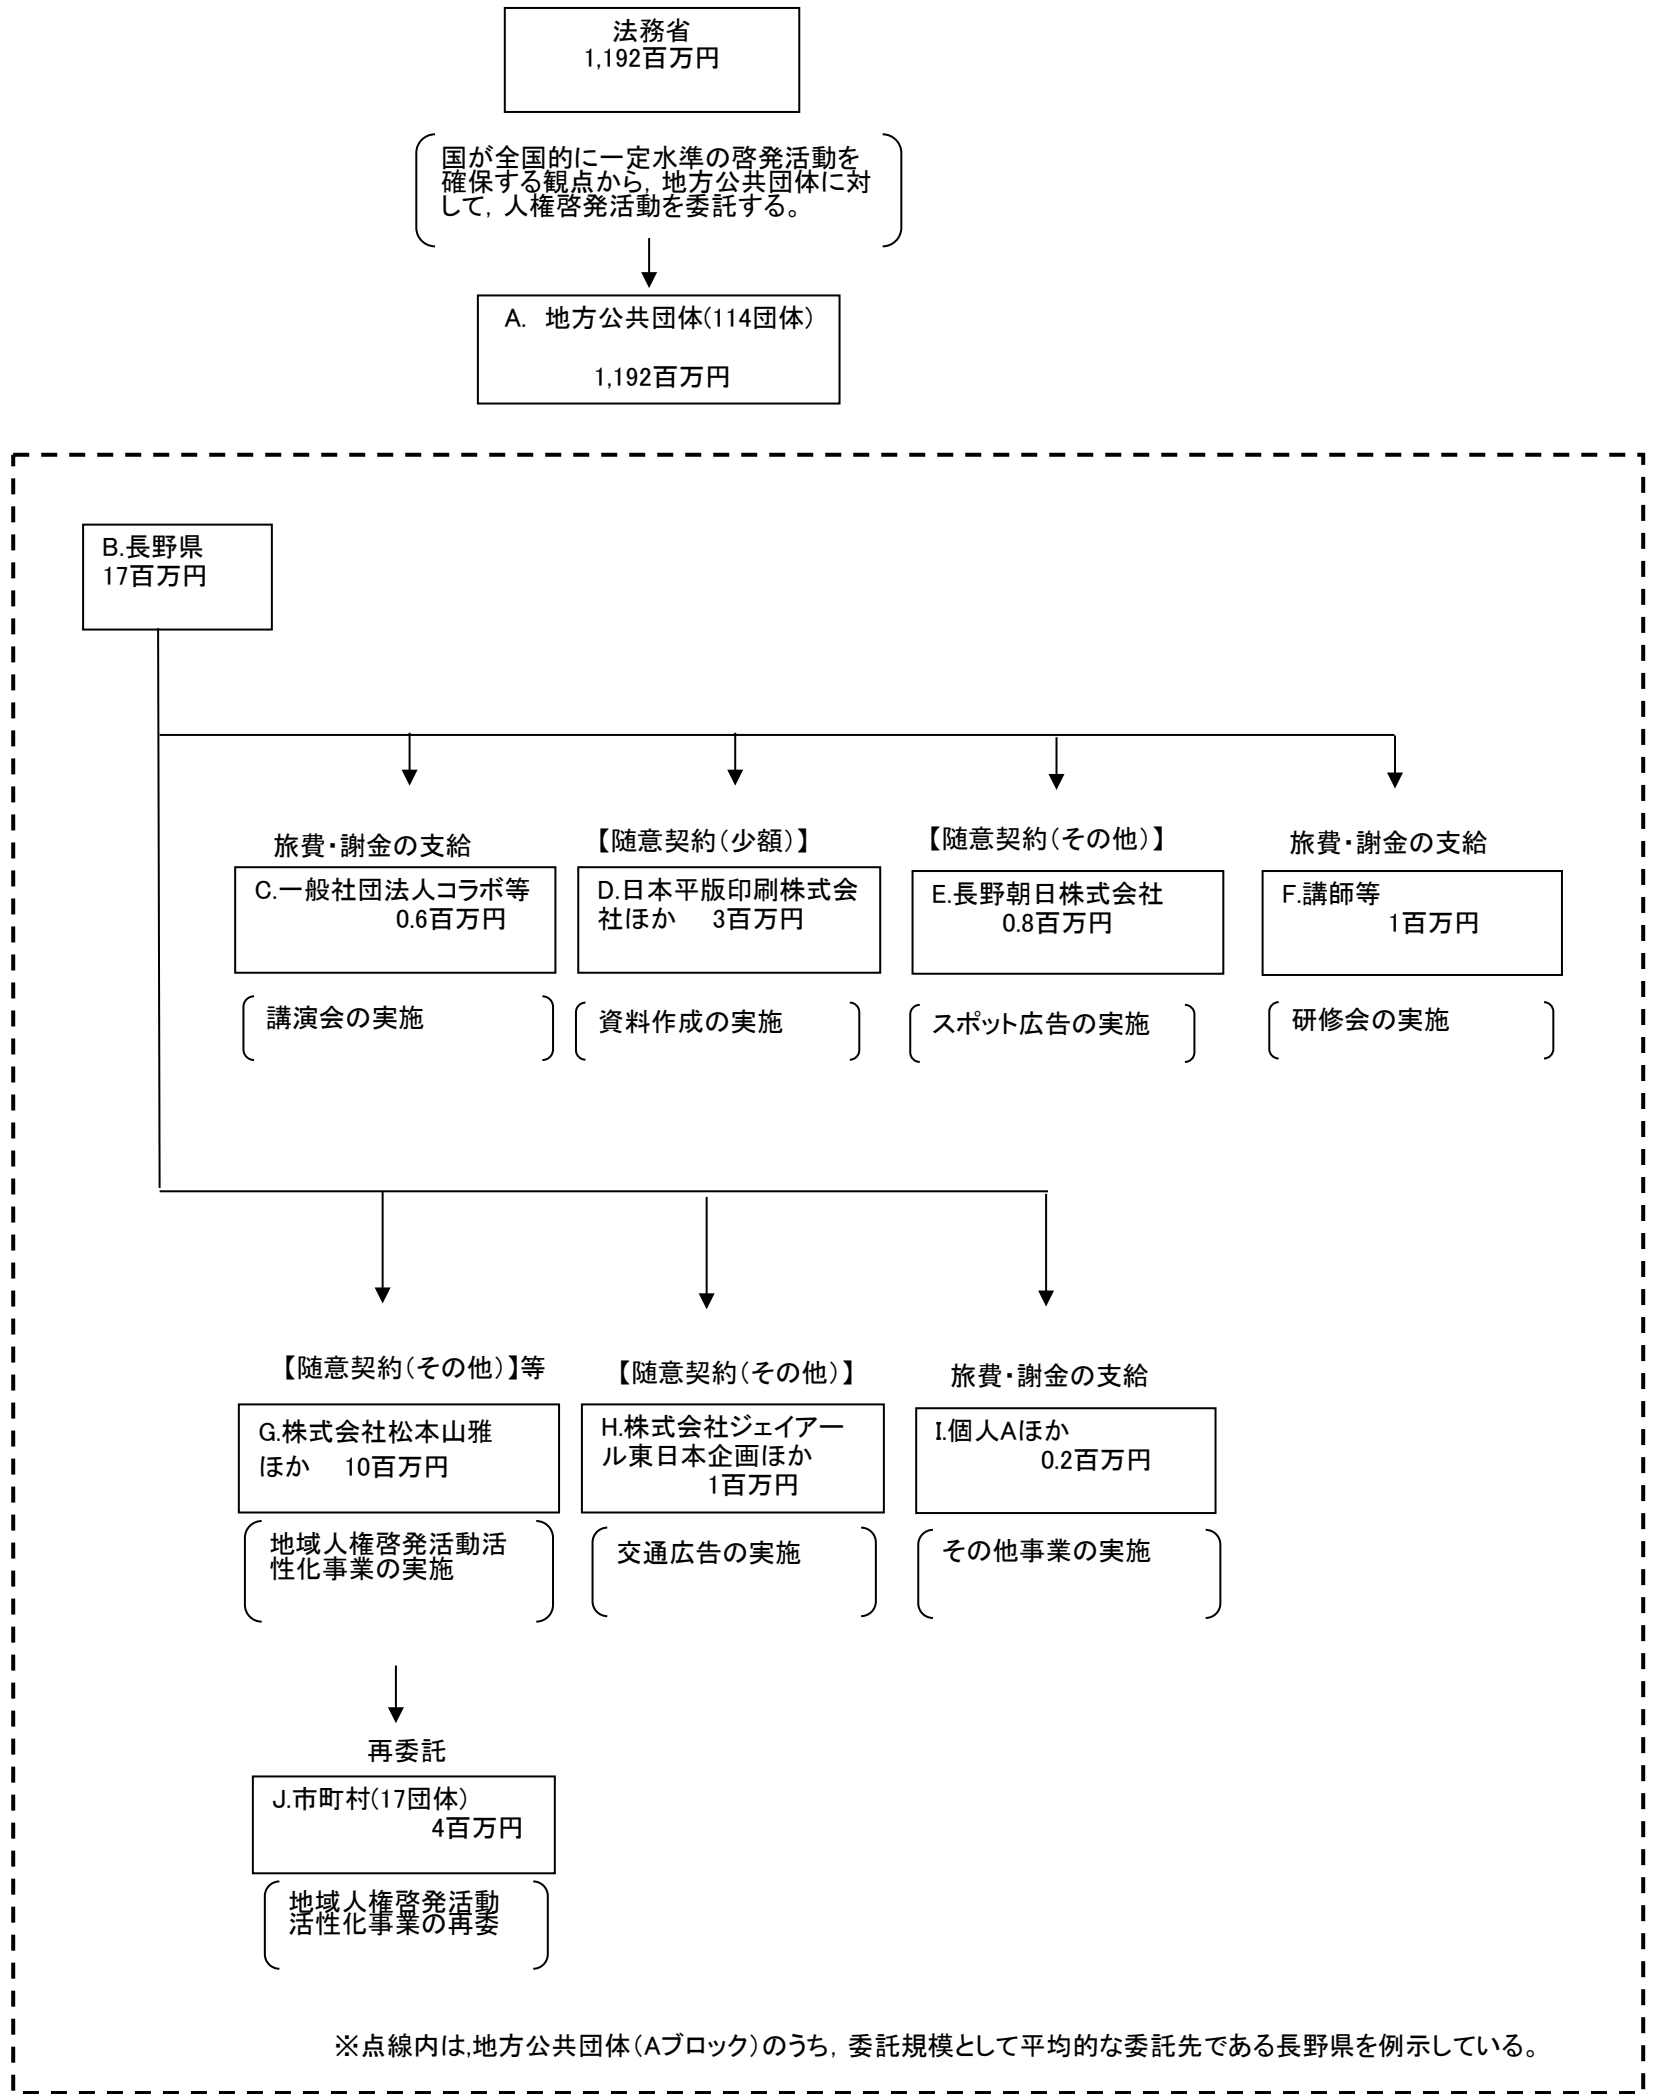 法務省
1,192百万円
国が全国的に一定水準の啓発活動を
確保する観点から，地方公共団体に対
して，人権啓発活動を委託する。
A.　地方公共団体(114団体)
1,192百万円
B.長野県
17百万円
旅費・謝金の支給
C.一般社団法人コラボ等
0.6百万円
講演会の実施
【随意契約（少額）】
D.日本平版印刷株式会
社ほか　3百万円
資料作成の実施
【随意契約（その他）】
E.長野朝日株式会社
0.8百万円
スポット広告の実施
旅費・謝金の支給
F.講師等
1百万円
研修会の実施
【随意契約（その他）】等
G.株式会社松本山雅
ほか　10百万円
地域人権啓発活動活
性化事業の実施
【随意契約（その他）】
H.株式会社ジェイアー
ル東日本企画ほか
1百万円
交通広告の実施
旅費・謝金の支給
I.個人Aほか
0.2百万円
その他事業の実施
再委託
J.市町村(17団体)
4百万円
地域人権啓発活動
活性化事業の再委
※点線内は,地方公共団体（Aブロック）のうち，委託規模として平均的な委託先である長野県を例示している。